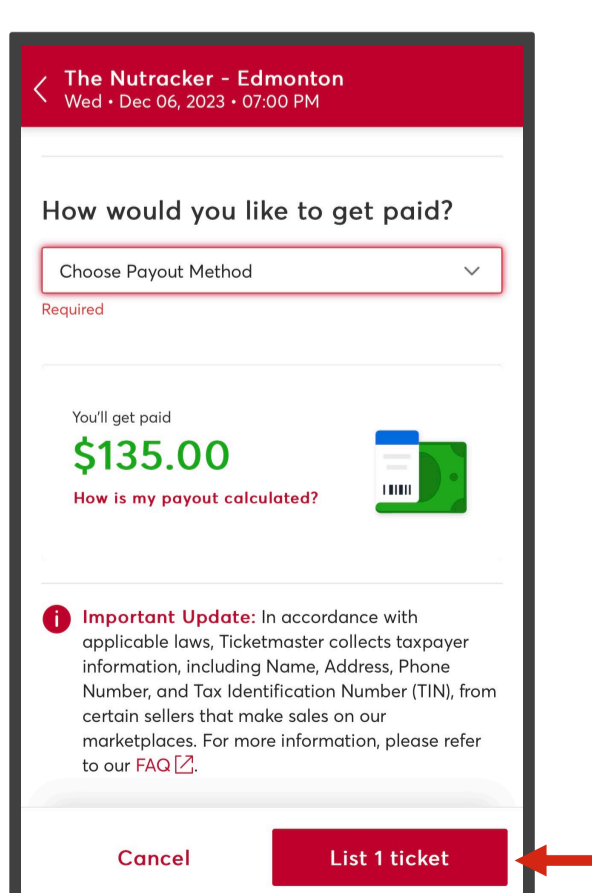 The Nutracker - Edmonton
Wed • Dec 06, 2023 • 07:00 PM
How would you like to get paid?
Choose Payout Method
Required
You'll get paid
$135.00
How is my payout calculated?
Important Update: In accordance with
applicable laws, Ticketmaster collects taxpayer
information, including Name, Address, Phone
Number, and Tax Identification Number (TIN), from
certain sellers that make sales on our
marketplaces. For more information, please refer
to our FAQ.
Cancel
List 1 ticket